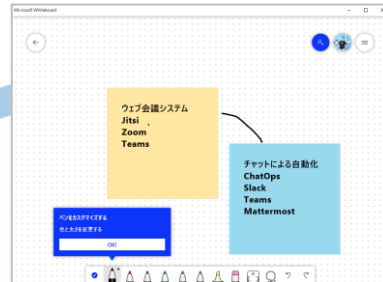 Microsoft Whiteboard
ウェブ会議システム
Jitsi
Zoom
Teams
チャットによる自動化
ChatOps
Slack
Teams
Mattermost
ペンをカスタマイズする
色と太さを変更する
OK!